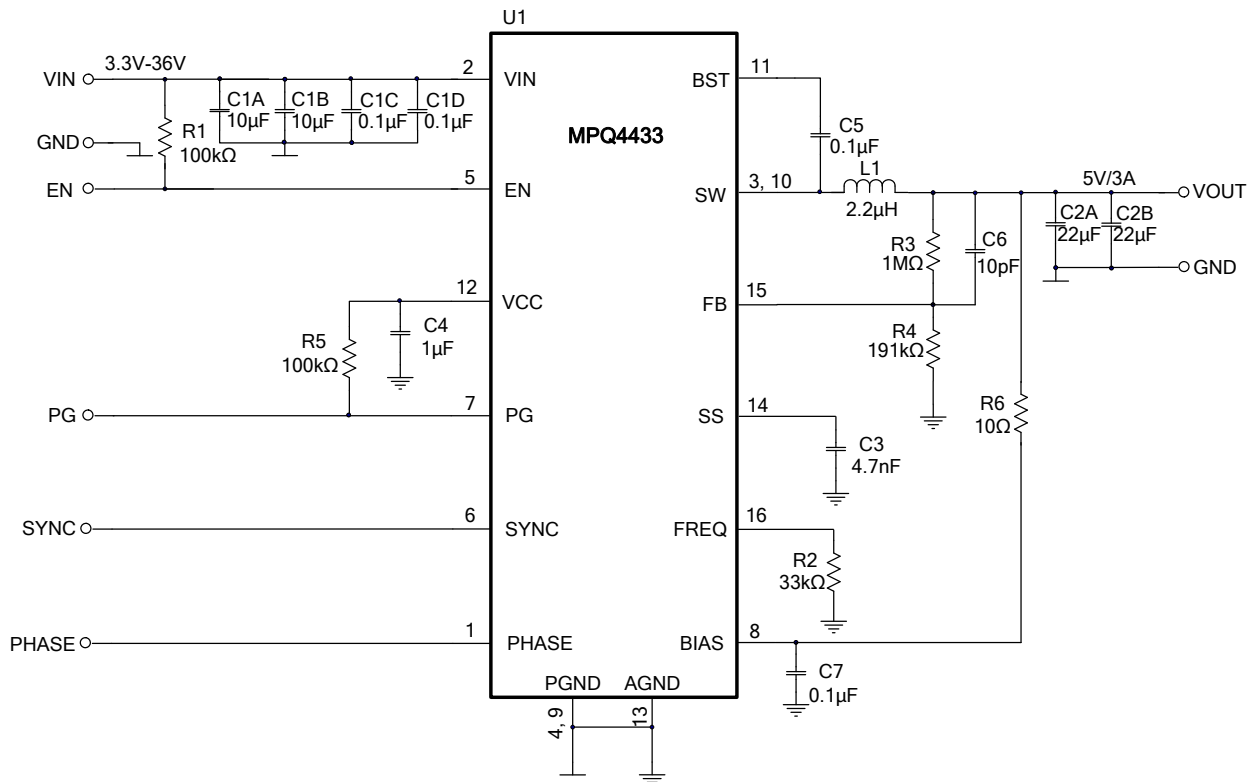 U1
VIN
3.3V-36V
2
VIN
C1A
10µF
C1B
10µF
C1C
0.1µF
C1D
0.1µF
R1
100kΩ
GND
EN
5
EN
MPQ4433
BST
11
C5
0.1µF
SW
3, 10
L1
2.2µH
5V/3A
VOUT
C2A
22µF
C2B
22µF
GND
R3
1MΩ
C6
10pF
FB
15
R4
191kΩ
12
VCC
C4
1µF
R5
100kΩ
PG
7
PG
SS
14
C3
4.7nF
R6
10Ω
SYNC
6
SYNC
FREQ
16
R2
33kΩ
PHASE
1
PHASE
BIAS
8
C7
0.1µF
PGND
AGND
4, 9
13